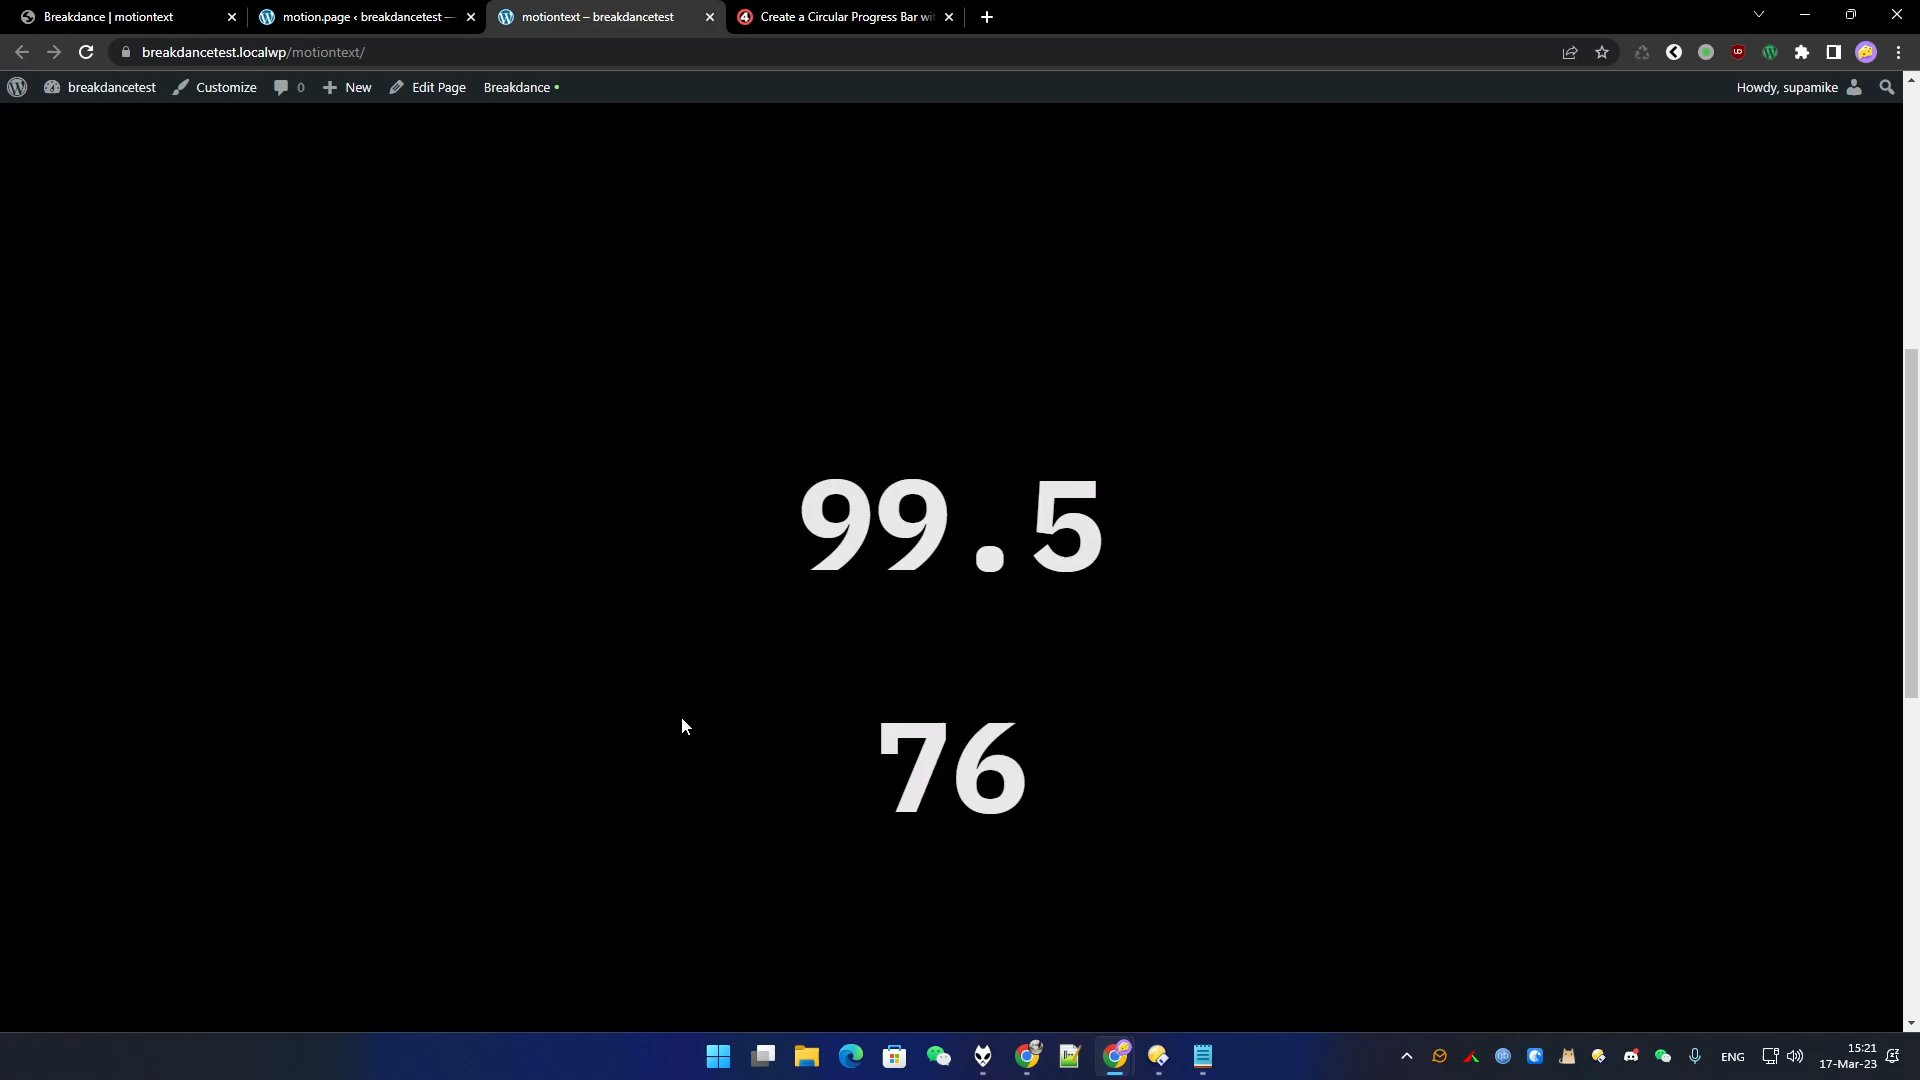 Breakdance | motiontext
motion.page ‹ breakdancetest —
motiontext – breakdancetest
Create a Circular Progress Bar wit
breakdancetest.localwp/motiontext/
breakdancetest
Customize
0
New
Edit Page
Breakdance
Howdy, supamike
99.5
76
ENG
15:21
17-Mar-23